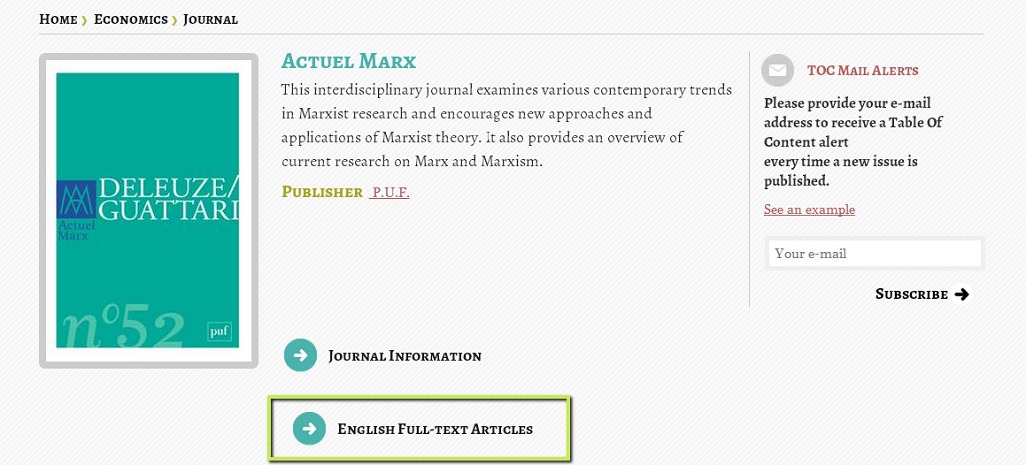 Home › Economics › Journal
DELEUZE/
GUATTARI
Actuel
Marx
n°52
puf
Actuel Marx
This interdisciplinary journal examines various contemporary trends
in Marxist research and encourages new approaches and
applications of Marxist theory. It also provides an overview of
current research on Marx and Marxism.
Publisher P.U.F.
Journal Information
English Full-text Articles
TOC Mail Alerts
Please provide your e-mail
address to receive a Table Of
Content alert
every time a new issue is
published.
See an example
Your e-mail
Subscribe